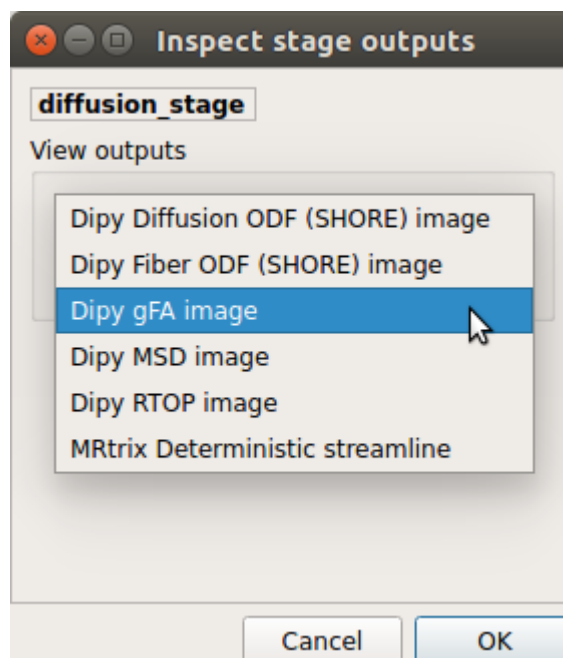 Inspect stage outputs
diffusion_stage
View outputs
Dipy Diffusion ODF (SHORE) image
Dipy Fiber ODF (SHORE) image
Dipy gFA image
Dipy MSD image
Dipy RTOP image
MRtrix Deterministic streamline
Cancel OK